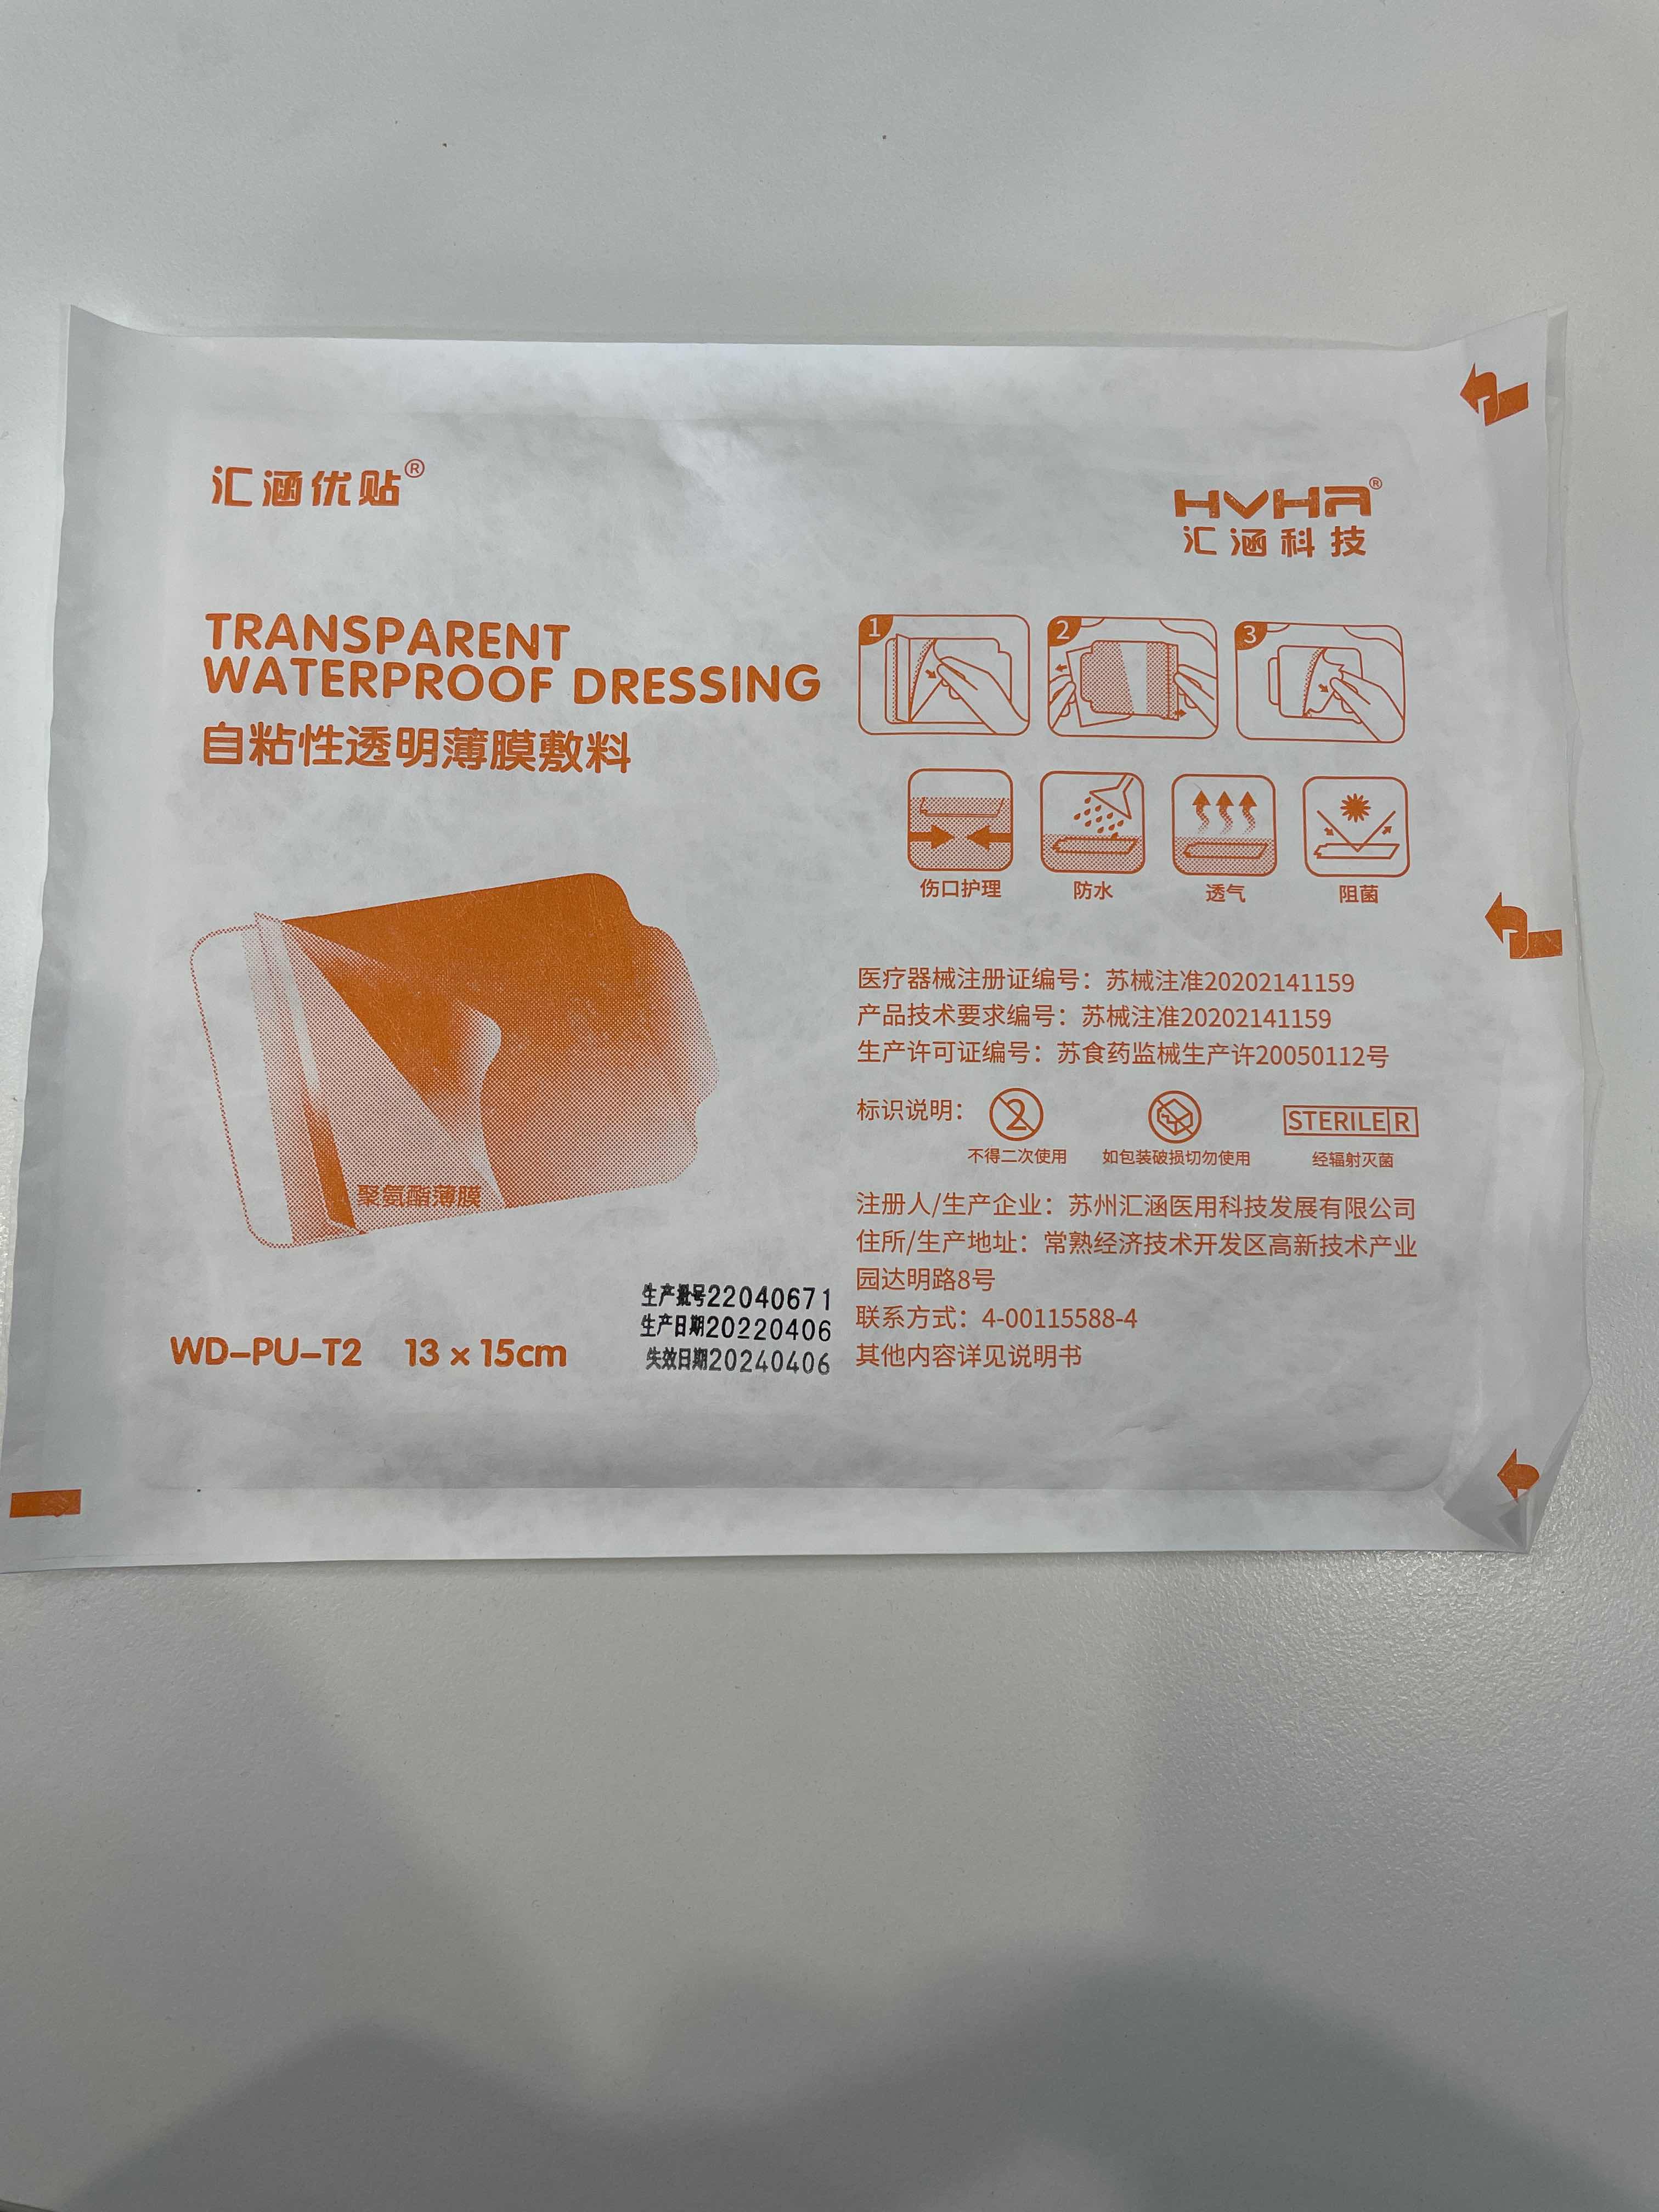 汇涵优贴®
HVHA®
汇涵科技
TRANSPARENT
WATERPROOF DRESSING
自粘性透明薄膜敷料
1
2
3
伤口护理
防水
透气
阻菌
聚氨酯薄膜
医疗器械注册证编号：苏械注准20202141159
产品技术要求编号：苏械注准20202141159
生产许可证编号：苏食药监械生产许20050112号
标识说明：
2
STERILE R
不得二次使用
如包装破损切勿使用
经辐射灭菌
注册人/生产企业：苏州汇涵医用科技发展有限公司
住所/生产地址：常熟经济技术开发区高新技术产业
园达明路8号
联系方式：4-00115588-4
其他内容详见说明书
生产批号22040671
生产日期20220406
失效日期20240406
WD-PU-T2 13×15cm